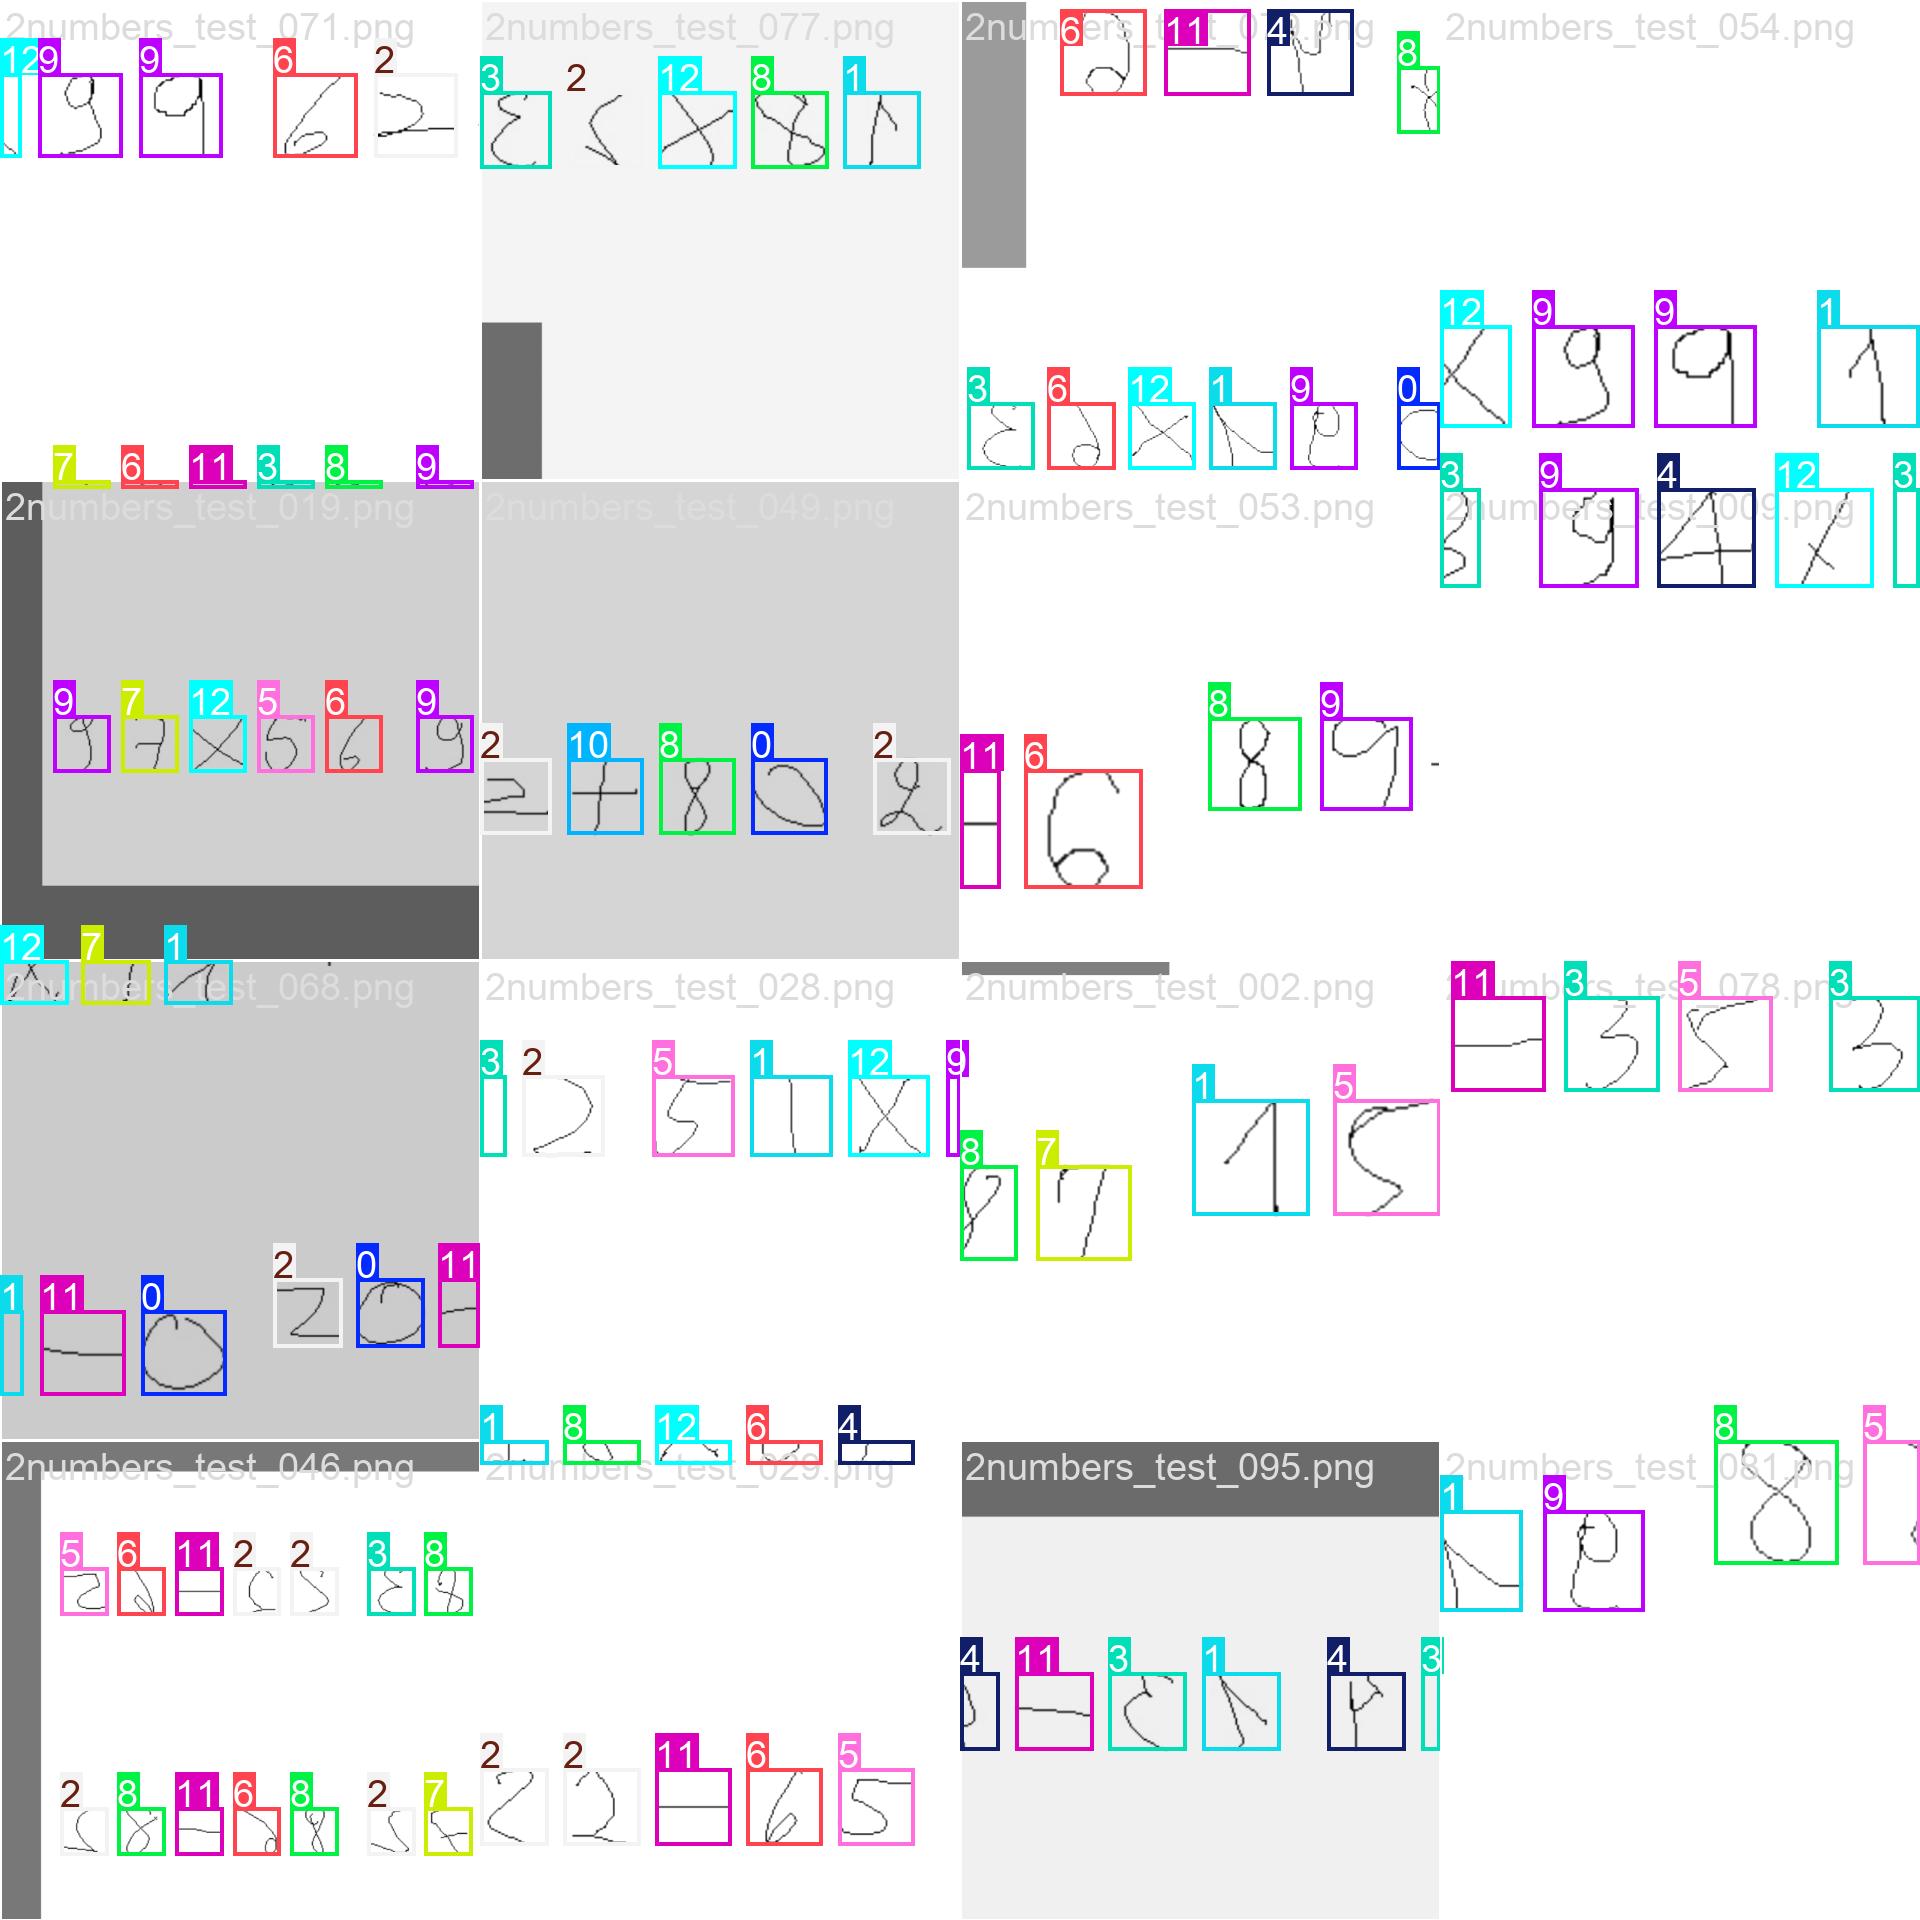 2numbers_test_071.png 2numbers_test_077.png 2numbers_test_079.png 2numbers_test_054.png
12 9 9 6 2 3 2 12 8 1 6 11 4 8
12 9 9 1
3 6 12 1 9 0
7 6 11 3 8 9 3 9 4 12 3
2numbers_test_019.png 2numbers_test_049.png 2numbers_test_053.png 2numbers_test_009.png
9 7 12 5 6 9 2 10 8 0 2 11 6 8 9
12 7 1 11 3 5 3
2numbers_test_068.png 2numbers_test_028.png 2numbers_test_002.png 2numbers_test_078.png
3 2 5 1 12 9 8 7 1 5
1 11 0 2 0 11
1 8 12 6 4 8 5
2numbers_test_046.png 2numbers_test_029.png 2numbers_test_095.png 2numbers_test_081.png
5 6 11 2 2 3 8 1 9
4 11 3 1 4 3
2 8 11 6 8 2 7 2 2 11 6 5